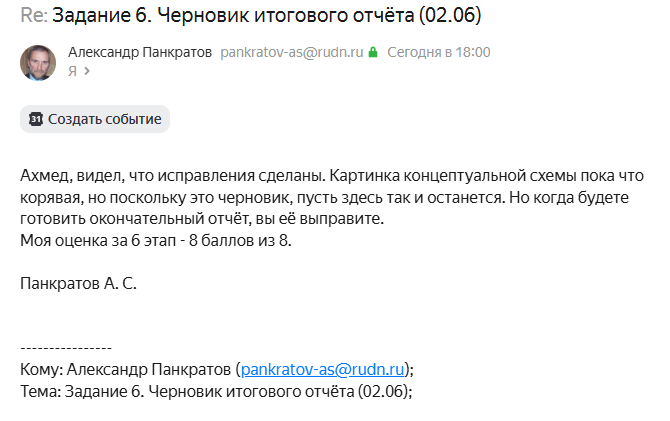 Re: Задание 6. Черновик итогового отчёта (02.06)
Александр Панкратов pankratov-as@rudn.ru Сегодня в 18:00
Я >
31 Создать событие
Ахмед, видел, что исправления сделаны. Картинка концептуальной схемы пока что
корявая, но поскольку это черновик, пусть здесь так и останется. Но когда будете
готовить окончательный отчёт, вы её выправите.
Моя оценка за 6 этап - 8 баллов из 8.
Панкратов А. С.
----------------
Кому: Александр Панкратов (pankratov-as@rudn.ru);
Тема: Задание 6. Черновик итогового отчёта (02.06);